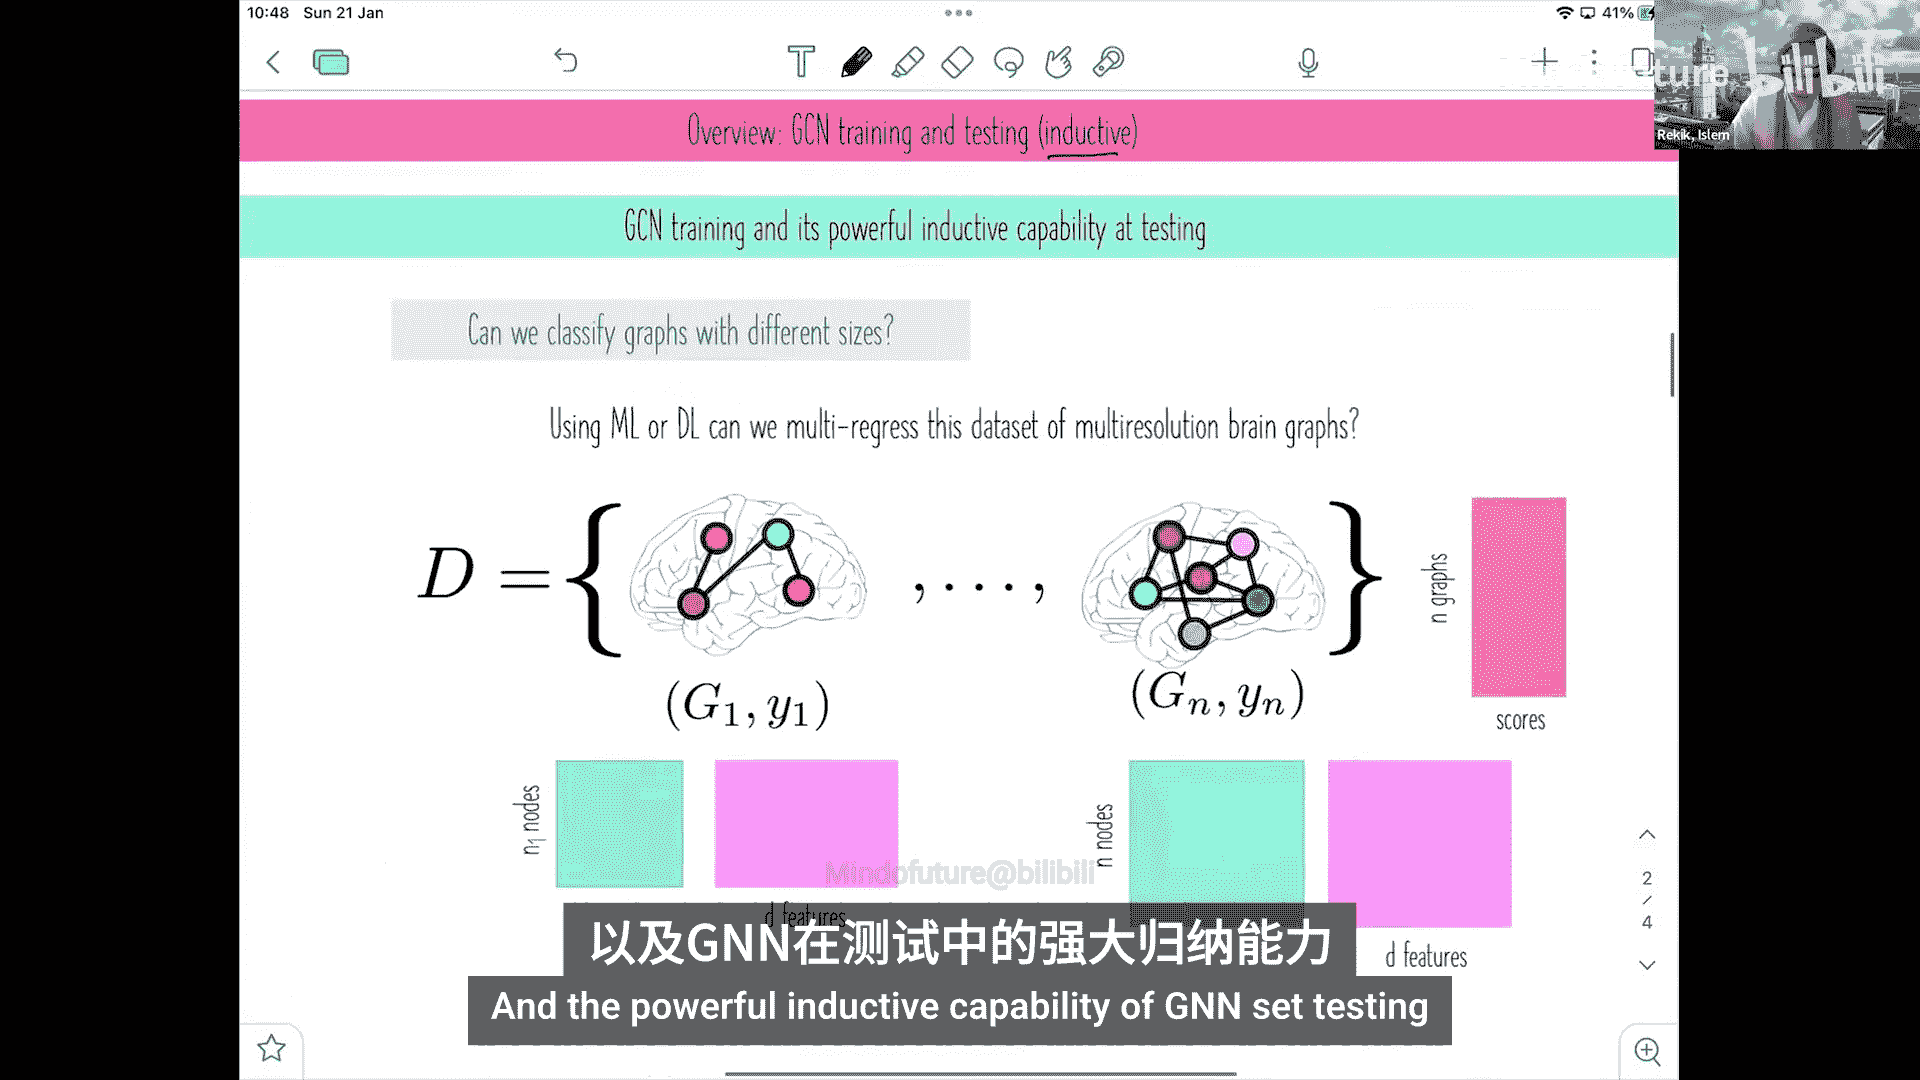 10:48 Sun 21 Jan
41%
ture bilibili
Rekik, Islem
Overview: GCN training and testing (inductive)
GCN training and its powerful inductive capability at testing
Can we classify graphs with different sizes?
Using ML or DL can we multi-regress this dataset of multiresolution brain graphs?
D = { , . . . , }
(G₁, y₁)
(Gₙ, yₙ)
n graphs
scores
n₁ nodes
d features
n nodes
d features
Mindofuture@bilibili
2
/
4
以及GNN在测试中的强大归纳能力
And the powerful inductive capability of GNN set testing